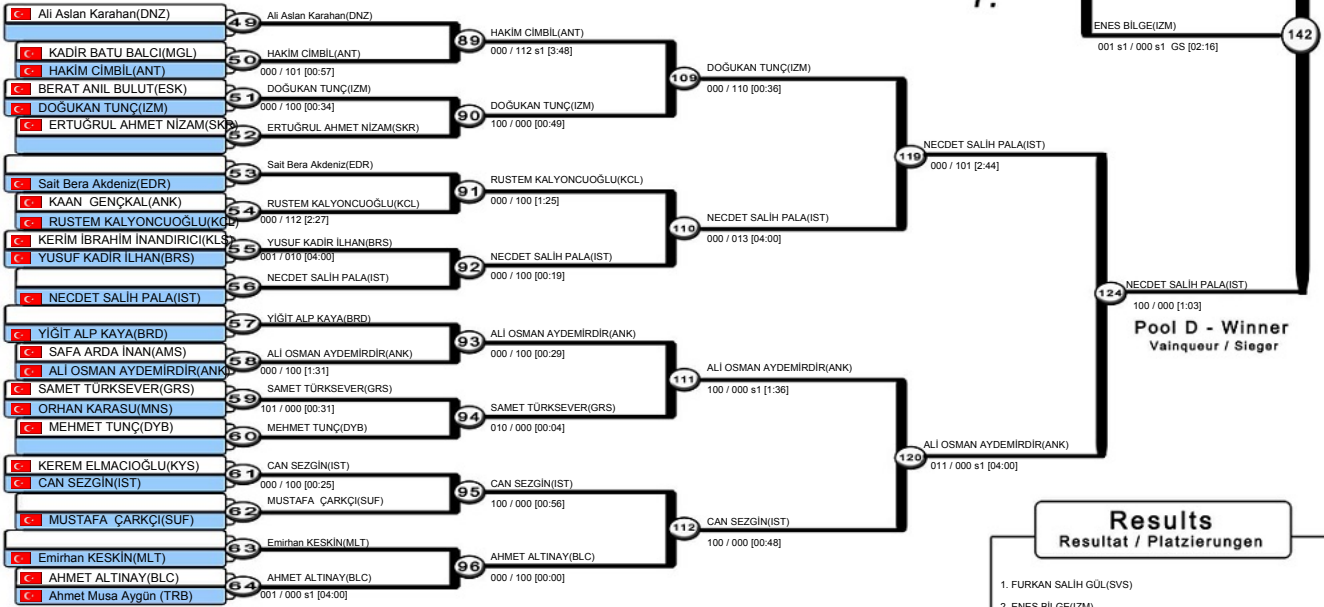 Ali Aslan Karahan(DNZ)
KADİR BATU BALCI(MGL)
HAKİM CİMBİL(ANT)
BERAT ANIL BULUT(ESK)
DOĞUKAN TUNÇ(IZM)
ERTUĞRUL AHMET NİZAM(SKR)
Sait Bera Akdeniz(EDR)
KAAN GENÇKAL(ANK)
RUSTEM KALYONCUOĞLU(KCL)
KERİM İBRAHİM İNANDIRICI(KLS)
YUSUF KADİR İLHAN(BRS)
NECDET SALİH PALA(IST)
YİĞİT ALP KAYA(BRD)
SAFA ARDA İNAN(AMS)
ALİ OSMAN AYDEMİRDİR(ANK)
SAMET TÜRKSEVER(GRS)
ORHAN KARASU(MNS)
MEHMET TUNÇ(DYB)
KEREM ELMACIOĞLU(KYS)
CAN SEZGİN(IST)
MUSTAFA ÇARKÇI(SUF)
Emirhan KESKİN(MLT)
AHMET ALTINAY(BLC)
Ahmet Musa Aygün (TRB)
49
Ali Aslan Karahan(DNZ)
50
HAKİM CİMBİL(ANT)
000 / 101 [00:57]
51
DOĞUKAN TUNÇ(IZM)
000 / 100 [00:34]
52
ERTUĞRUL AHMET NİZAM(SKR)
53
Sait Bera Akdeniz(EDR)
54
RUSTEM KALYONCUOĞLU(KCL)
000 / 112 [2:27]
55
YUSUF KADİR İLHAN(BRS)
001 / 010 [04:00]
56
NECDET SALİH PALA(IST)
57
YİĞİT ALP KAYA(BRD)
58
ALİ OSMAN AYDEMİRDİR(ANK)
000 / 100 [1:31]
59
SAMET TÜRKSEVER(GRS)
101 / 000 [00:31]
60
MEHMET TUNÇ(DYB)
61
CAN SEZGİN(IST)
000 / 100 [00:25]
62
MUSTAFA ÇARKÇI(SUF)
63
Emirhan KESKİN(MLT)
64
AHMET ALTINAY(BLC)
001 / 000 s1 [04:00]
89
HAKİM CİMBİL(ANT)
000 / 112 s1 [3:48]
90
DOĞUKAN TUNÇ(IZM)
100 / 000 [00:49]
91
RUSTEM KALYONCUOĞLU(KCL)
000 / 100 [1:25]
92
NECDET SALİH PALA(IST)
000 / 100 [00:19]
93
ALİ OSMAN AYDEMİRDİR(ANK)
000 / 100 [00:29]
94
SAMET TÜRKSEVER(GRS)
010 / 000 [00:04]
95
CAN SEZGİN(IST)
100 / 000 [00:56]
96
AHMET ALTINAY(BLC)
000 / 100 [00:00]
109
DOĞUKAN TUNÇ(IZM)
000 / 110 [00:36]
110
NECDET SALİH PALA(IST)
000 / 013 [04:00]
111
ALİ OSMAN AYDEMİRDİR(ANK)
100 / 000 s1 [1:36]
112
CAN SEZGİN(IST)
100 / 000 [00:48]
119
NECDET SALİH PALA(IST)
000 / 101 [2:44]
120
ALİ OSMAN AYDEMİRDİR(ANK)
011 / 000 s1 [04:00]
124
NECDET SALİH PALA(IST)
100 / 000 [1:03]
Pool D - Winner
Vainqueur / Sieger
ENES BİLGE(IZM)
001 s1 / 000 s1 GS [02:16]
142
Results
Resultat / Platzierungen
1. FURKAN SALİH GÜL(SVS)
2. ENES BİLGE(IZM)